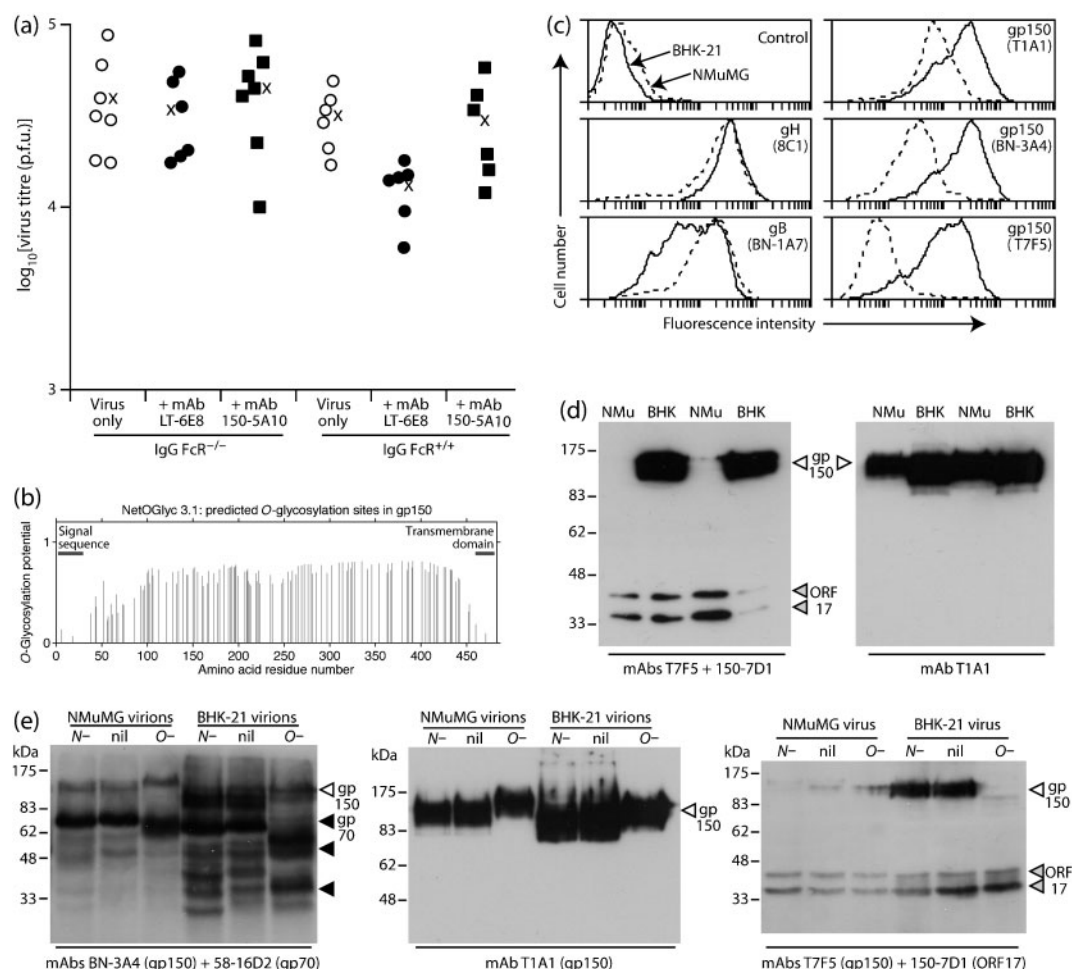 (a)
log10[virus titre (p.f.u.)]
5
4
3
Virus only
+ mAb LT-6E8
+ mAb 150-5A10
Virus only
+ mAb LT-6E8
+ mAb 150-5A10
IgG FcR−/−
IgG FcR+/+
(b)
NetOGlyc 3.1: predicted O-glycosylation sites in gp150
Signal sequence
Transmembrane domain
O-Glycosylation potential
1
0
0 50 100 150 200 250 300 350 400 450
Amino acid residue number
(c)
Control
BHK-21
NMuMG
gp150 (T1A1)
gH (8C1)
gp150 (BN-3A4)
gB (BN-1A7)
gp150 (T7F5)
Cell number
Fluorescence intensity
(d)
NMu BHK NMu BHK
NMu BHK NMu BHK
175
83
62
48
33
gp 150
ORF 17
175
83
62
48
33
mAbs T7F5 + 150-7D1
mAb T1A1
(e)
NMuMG virions BHK-21 virions
N− nil O− N− nil O−
kDa
175
83
62
48
33
gp 150
gp 70
mAbs BN-3A4 (gp150) + 58-16D2 (gp70)
NMuMG virions BHK-21 virions
N− nil O− N− nil O−
kDa
175
83
62
48
gp 150
mAb T1A1 (gp150)
NMuMG virus BHK-21 virus
N− nil O− N− nil O−
kDa
175
83
62
48
33
gp 150
ORF 17
mAbs T7F5 (gp150) + 150-7D1 (ORF17)